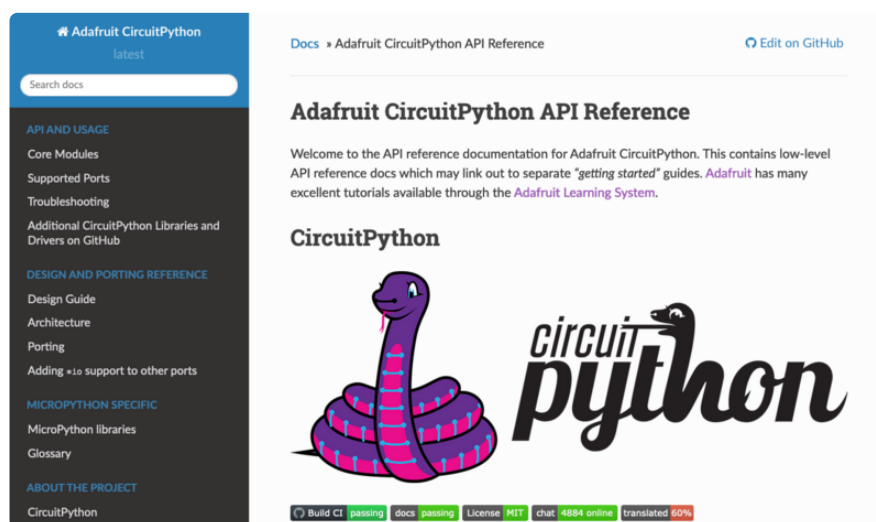 Adafruit CircuitPython
latest
Search docs
API AND USAGE
Core Modules
Supported Ports
Troubleshooting
Additional CircuitPython Libraries and
Drivers on GitHub
DESIGN AND PORTING REFERENCE
Design Guide
Architecture
Porting
Adding *io support to other ports
MICROPYTHON SPECIFIC
MicroPython libraries
Glossary
ABOUT THE PROJECT
CircuitPython
Docs » Adafruit CircuitPython API Reference
Edit on GitHub
Adafruit CircuitPython API Reference
Welcome to the API reference documentation for Adafruit CircuitPython. This contains low-level
API reference docs which may link out to separate "getting started" guides. Adafruit has many
excellent tutorials available through the Adafruit Learning System.
CircuitPython
circuit
python
Build CI passing docs passing License MIT chat 4884 online translated 60%